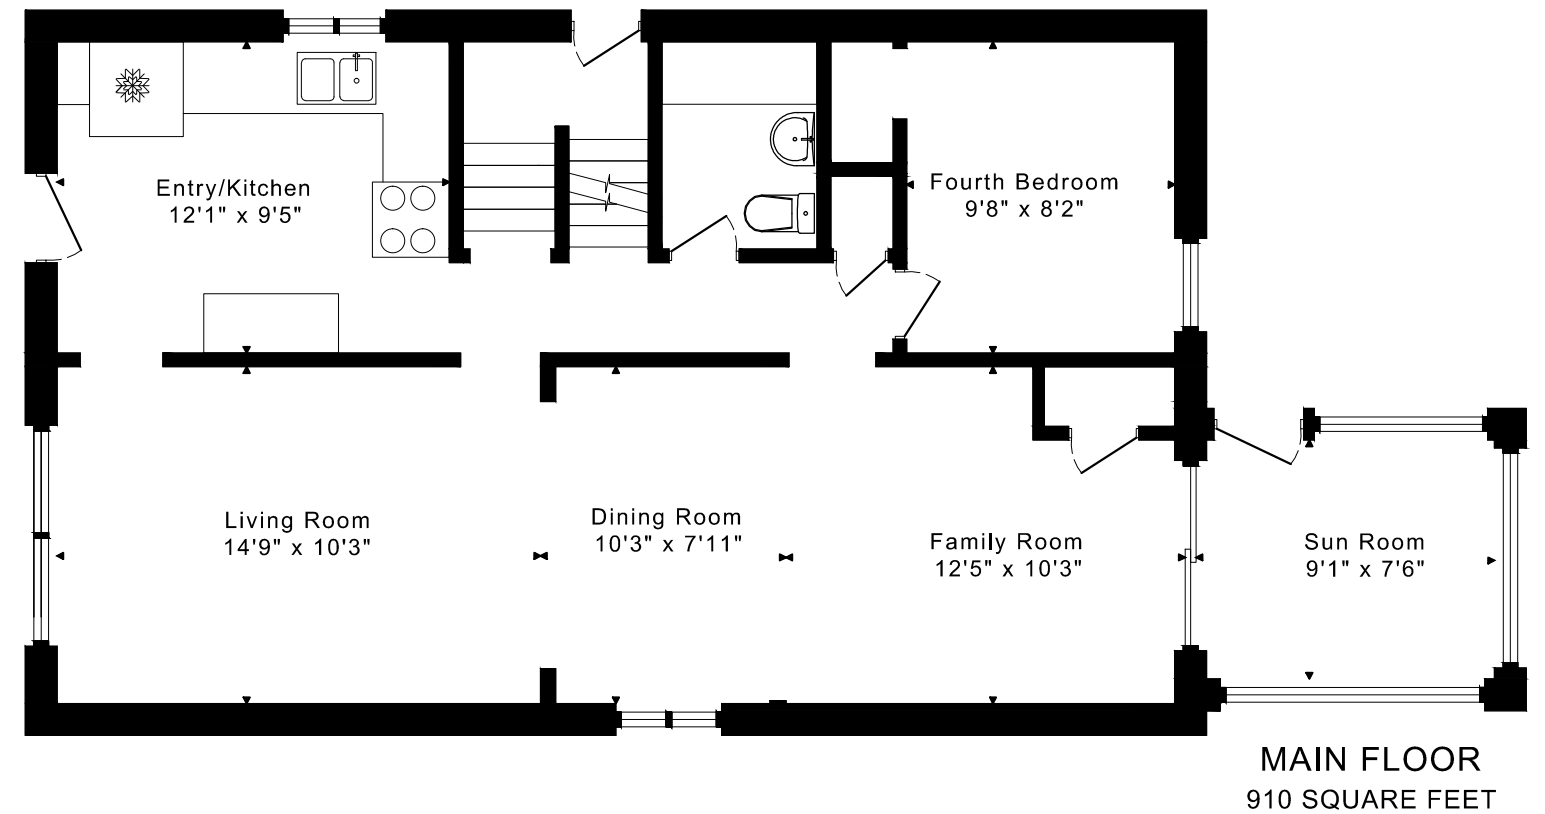 Entry/Kitchen
12'1" x 9'5"
Fourth Bedroom
9'8" x 8'2"
Living Room
14'9" x 10'3"
Dining Room
10'3" x 7'11"
Family Room
12'5" x 10'3"
Sun Room
9'1" x 7'6"
MAIN FLOOR
910 SQUARE FEET